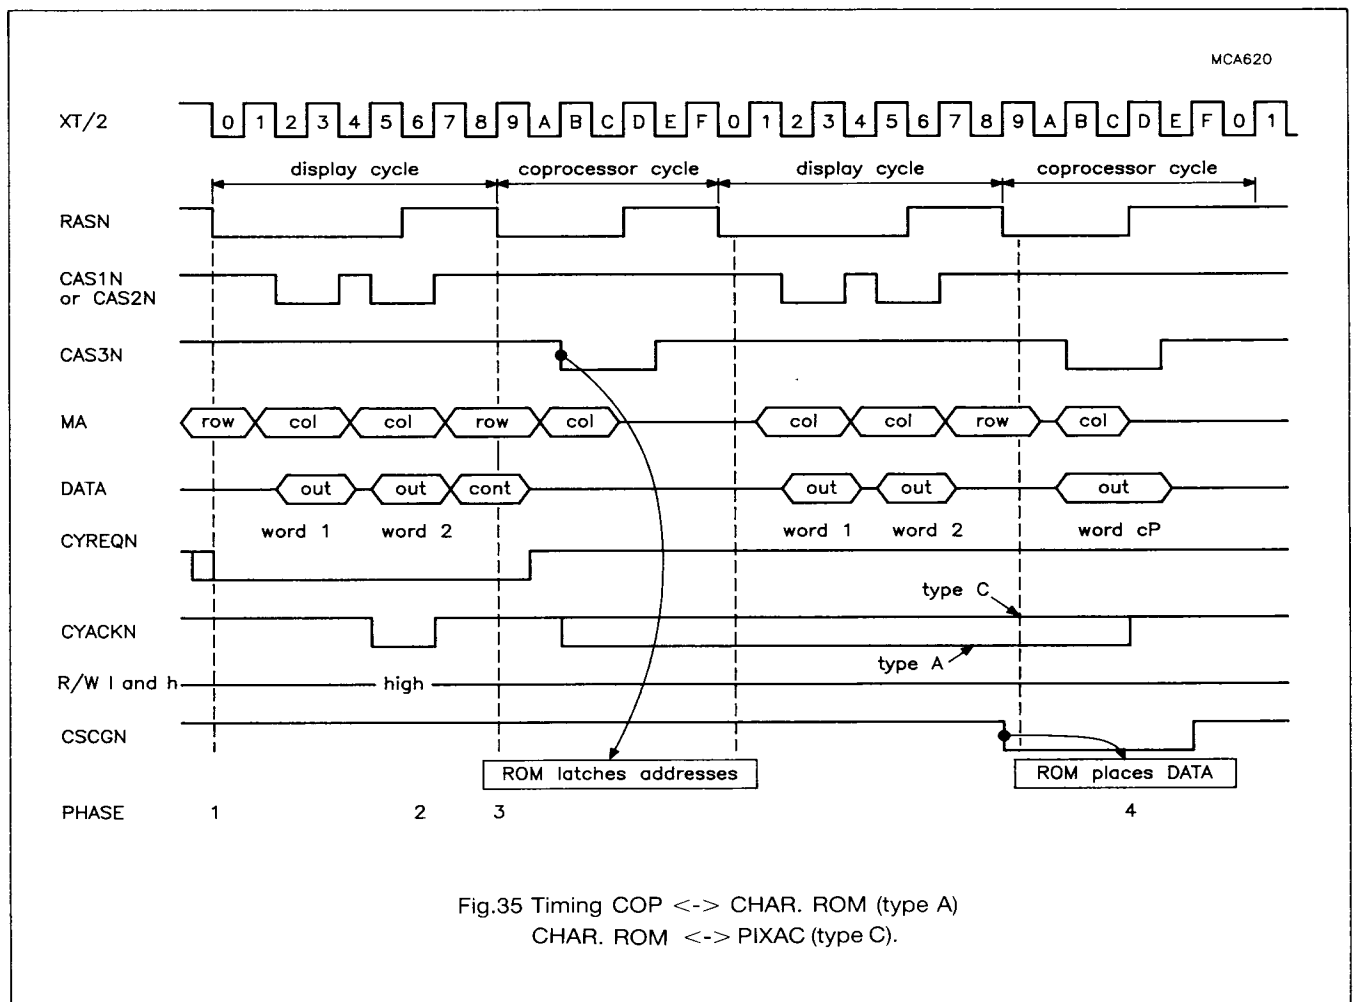 MCA620
XT/2 0 1 2 3 4 5 6 7 8 9 A B C D E F 0 1 2 3 4 5 6 7 8 9 A B C D E F 0 1
display cycle coprocessor cycle display cycle coprocessor cycle
RASN
CAS1N
or CAS2N
CAS3N
MA row col col row col col col row col
DATA out out cont out out out
word 1 word 2 word 1 word 2 word cP
CYREQN
type C
CYACKN
type A
R/W l and h high
CSCGN
ROM latches addresses ROM places DATA
PHASE 1 2 3 4
Fig.35 Timing COP <-> CHAR. ROM (type A)
CHAR. ROM <-> PIXAC (type C).